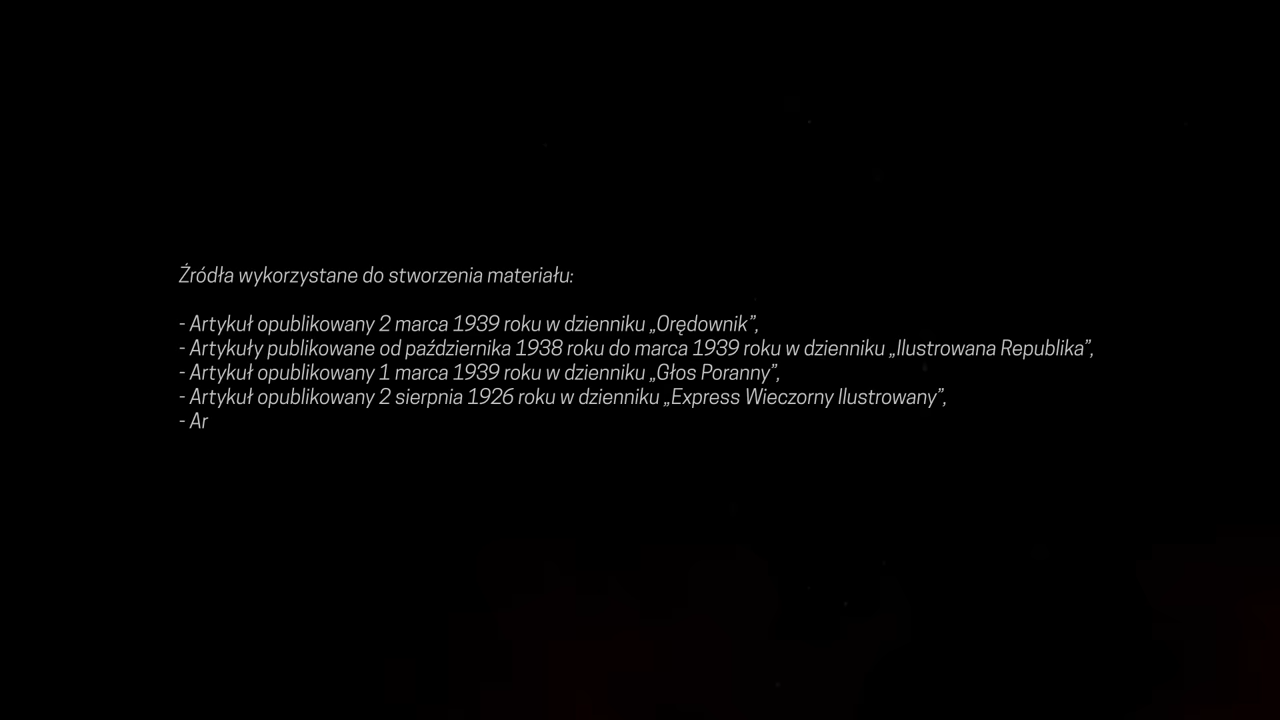 Źródła wykorzystane do stworzenia materiału:
- Artykuł opublikowany 2 marca 1939 roku w dzienniku „Orędownik”,
- Artykuły publikowane od października 1938 roku do marca 1939 roku w dzienniku „Ilustrowana Republika”,
- Artykuł opublikowany 1 marca 1939 roku w dzienniku „Głos Poranny”,
- Artykuł opublikowany 2 sierpnia 1926 roku w dzienniku „Express Wieczorny Ilustrowany”,
- Ar